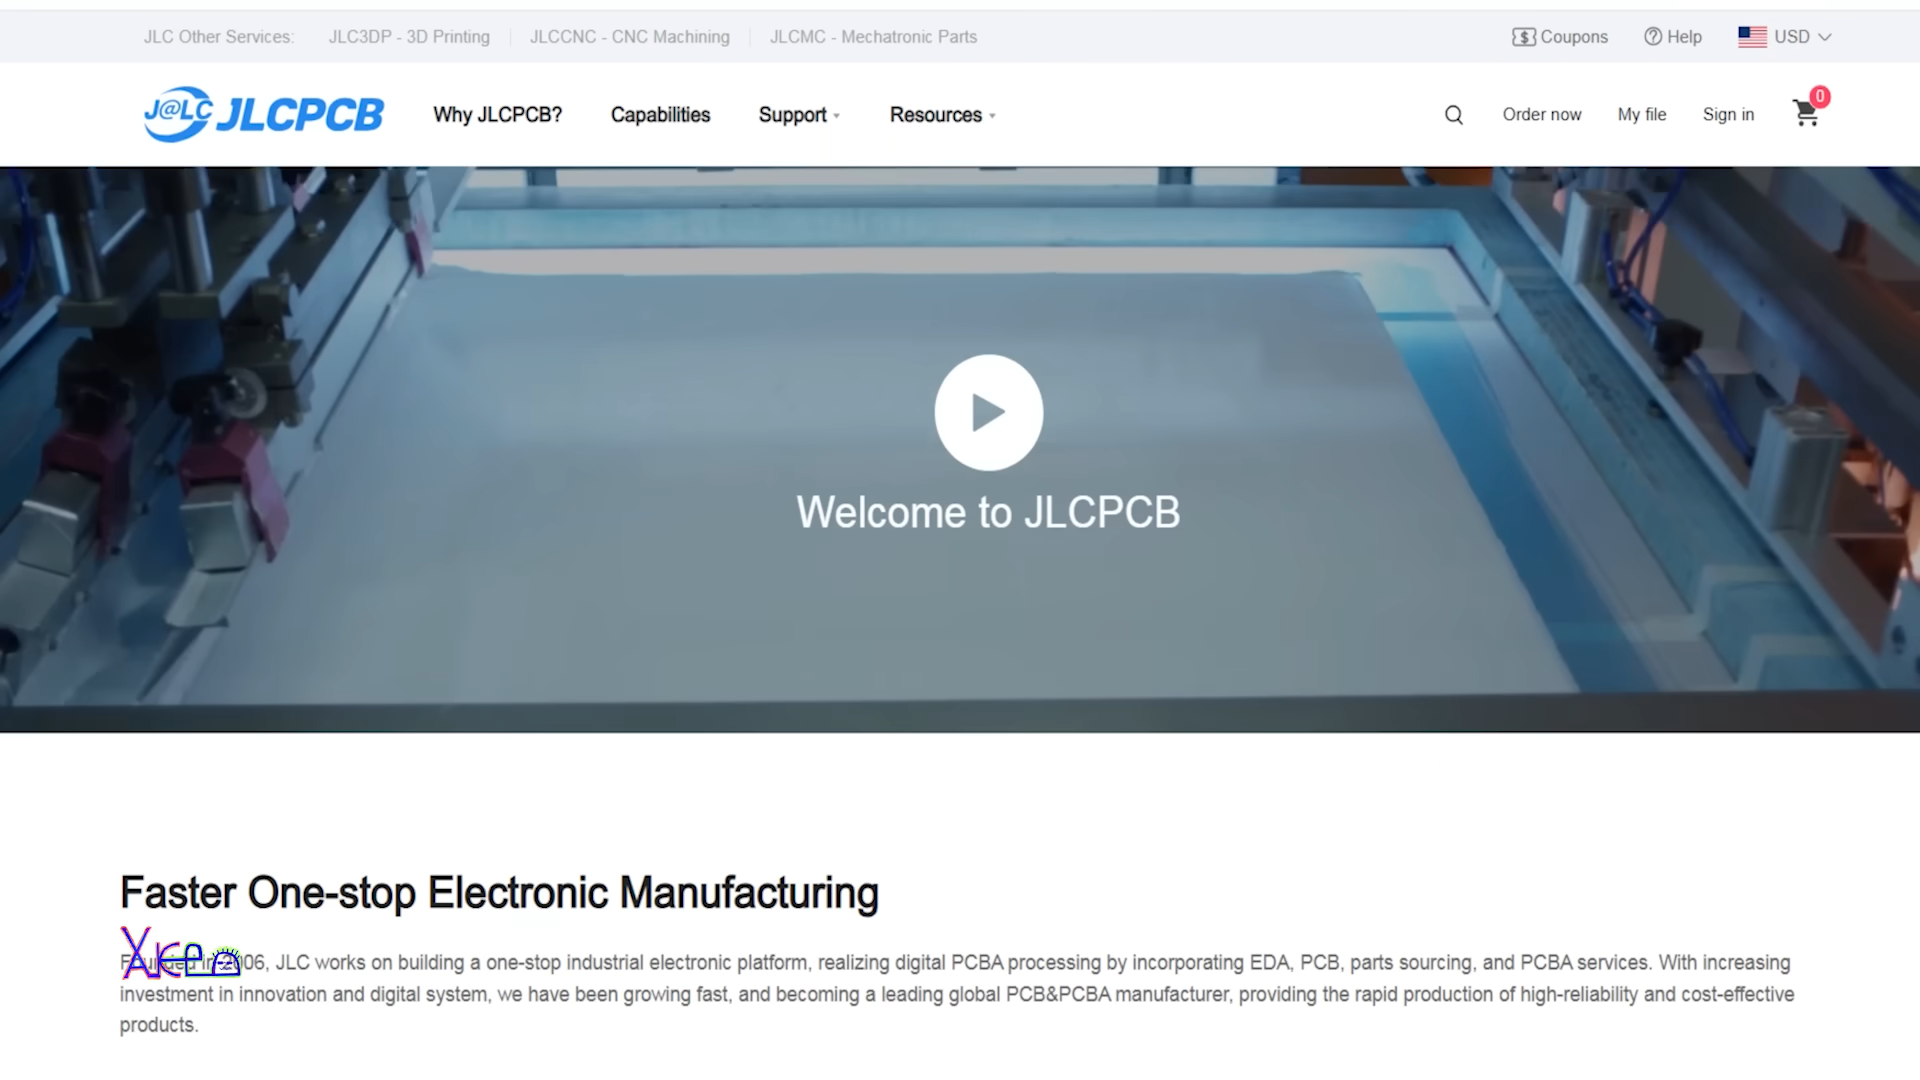 JLC Other Services: JLC3DP - 3D Printing JLCCNC - CNC Machining JLCMC - Mechatronic Parts Coupons Help USD
J@LC JLCPCB Why JLCPCB? Capabilities Support Resources Order now My file Sign in 0
Welcome to JLCPCB
Faster One-stop Electronic Manufacturing
Founded in 2006, JLC works on building a one-stop industrial electronic platform, realizing digital PCBA processing by incorporating EDA, PCB, parts sourcing, and PCBA services. With increasing
investment in innovation and digital system, we have been growing fast, and becoming a leading global PCB&PCBA manufacturer, providing the rapid production of high-reliability and cost-effective
products.